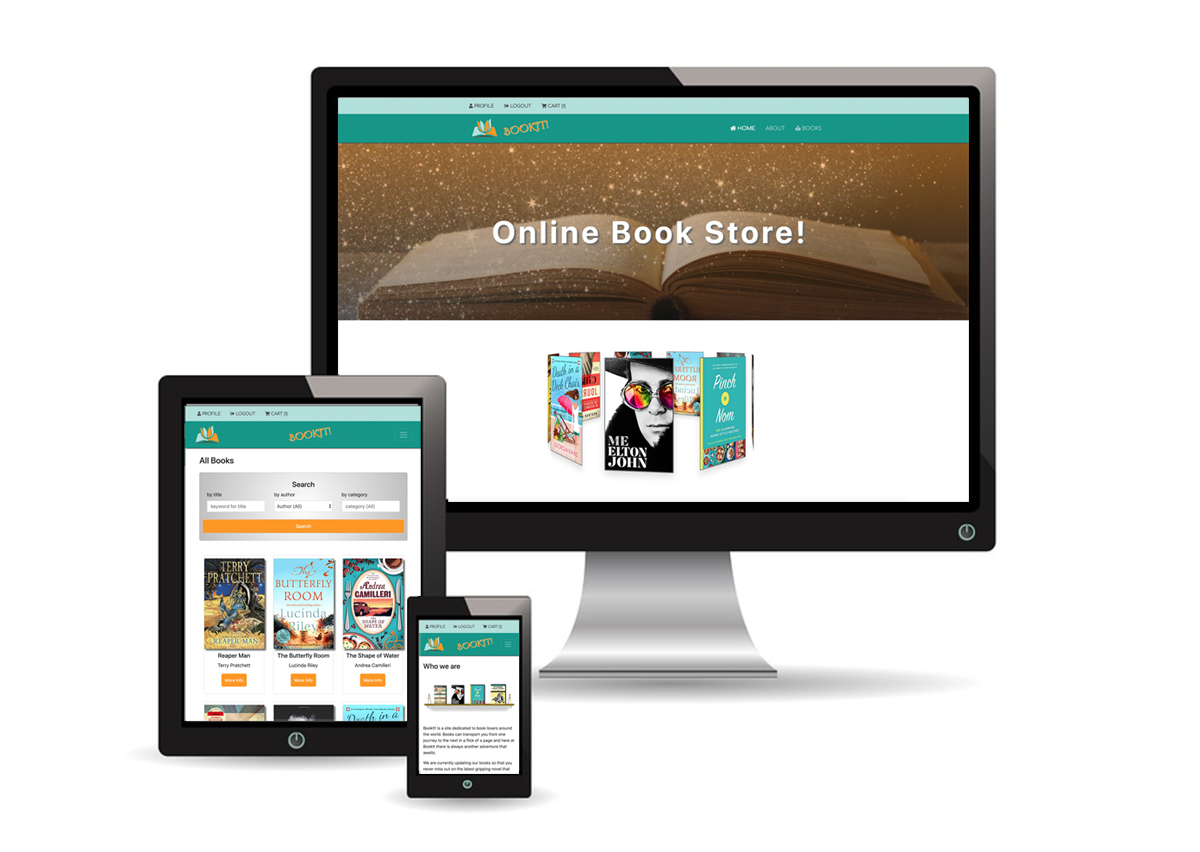 PROFILE LOGOUT CART (1)
BOOKIT!
HOME ABOUT BOOKS
Online Book Store!
Death in a
Deck Chair
ME
ELTON
JOHN
BUTTERFLY
ROOM
Lucinda
Riley
Pinch
of
Nom
PROFILE LOGOUT CART (1)
BOOKIT!
All Books
Search
by title by author by category
keyword for title Author (All) category (All)
Search
TERRY
PRATCHETT
REAPER MAN
The
BUTTERFLY
ROOM
Lucinda
Riley
Andrea
CAMILLERI
THE
SHAPE OF
WATER
Reaper Man The Butterfly Room The Shape of Water
Terry Pratchett Lucinda Riley Andrea Camilleri
More Info More Info More Info
Death in a
PROFILE LOGOUT CART (1)
BOOKIT!
Who we are
BookIt is a site dedicated to book lovers around
the world. Books can transport you from one
journey to the next in a flick of a page and here at
BookIt there is always another adventure that
awaits.
We are currently updating our books so that you
never miss out on the latest gripping novel that